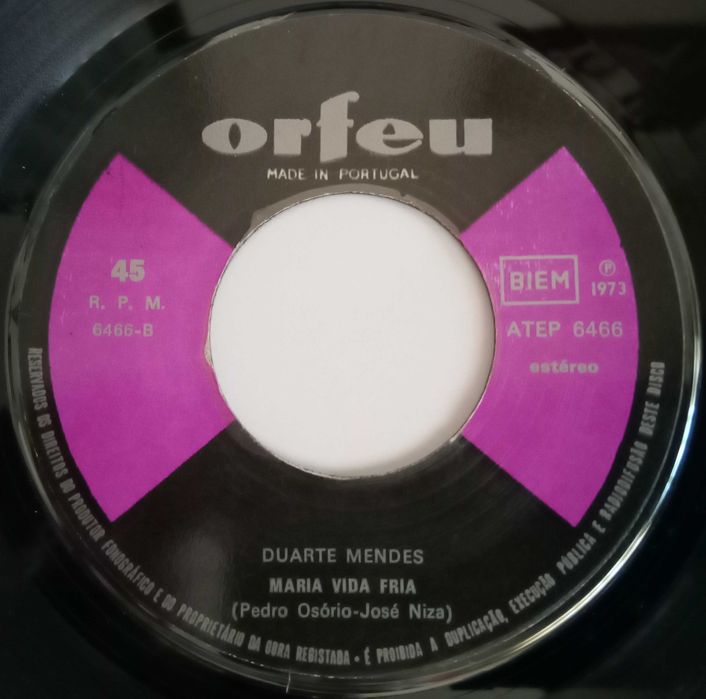 orfeu
MADE IN PORTUGAL
45
R. P. M.
6466-B
BIEM
Ⓟ
1973
ATEP 6466
estéreo
DUARTE MENDES
MARIA VIDA FRIA
(Pedro Osório-José Niza)
RESERVADOS OS DIREITOS DO PRODUTOR FONOGRÁFICO E DO PROPRIETÁRIO DA OBRA REGISTADA • É PROIBIDA A DUPLICAÇÃO, EXECUÇÃO PÚBLICA E RADIODIFUSÃO DESTE DISCO